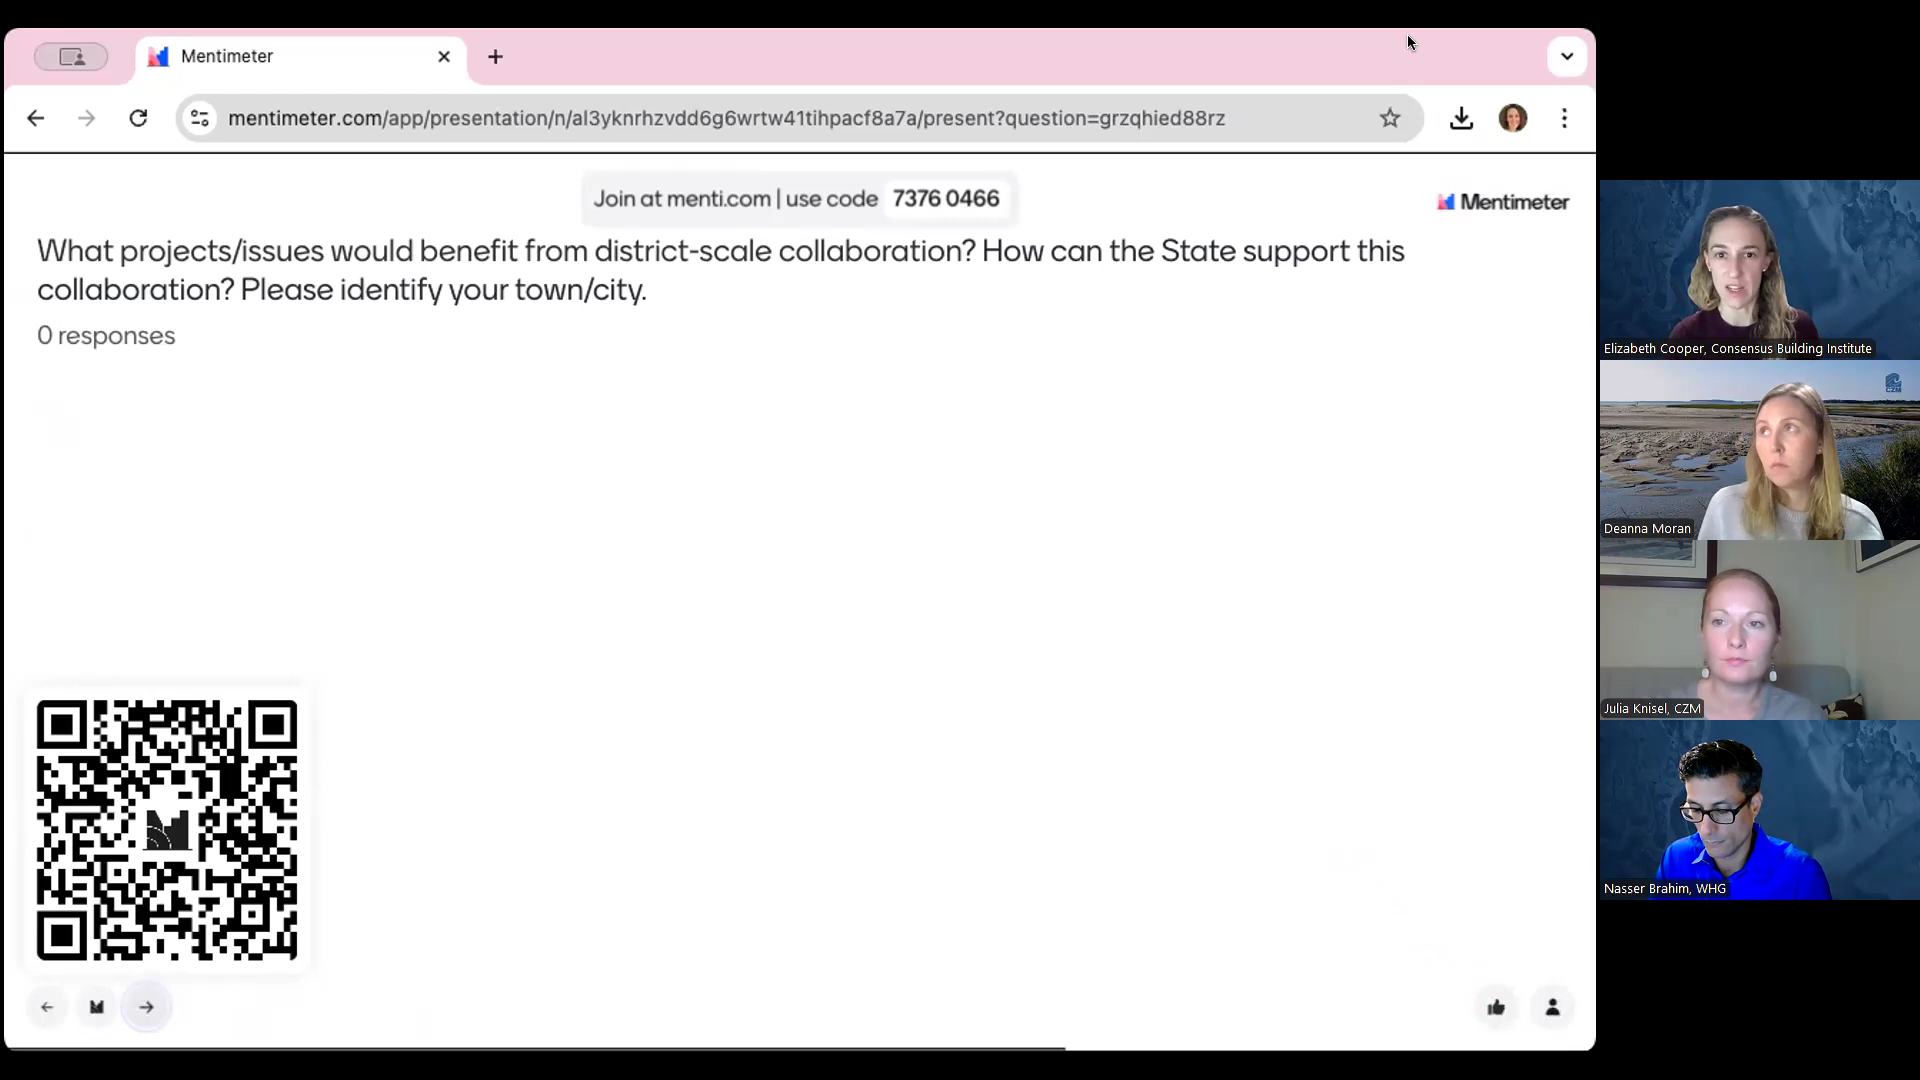 Mentimeter
mentimeter.com/app/presentation/n/al3yknrhzvdd6g6wrtw41tihpacf8a7a/present?question=grzqhied88rz
Join at menti.com | use code 7376 0466
Mentimeter
What projects/issues would benefit from district-scale collaboration? How can the State support this
collaboration? Please identify your town/city.
0 responses
Elizabeth Cooper, Consensus Building Institute
CZM
Deanna Moran
Julia Knisel, CZM
Nasser Brahim, WHG